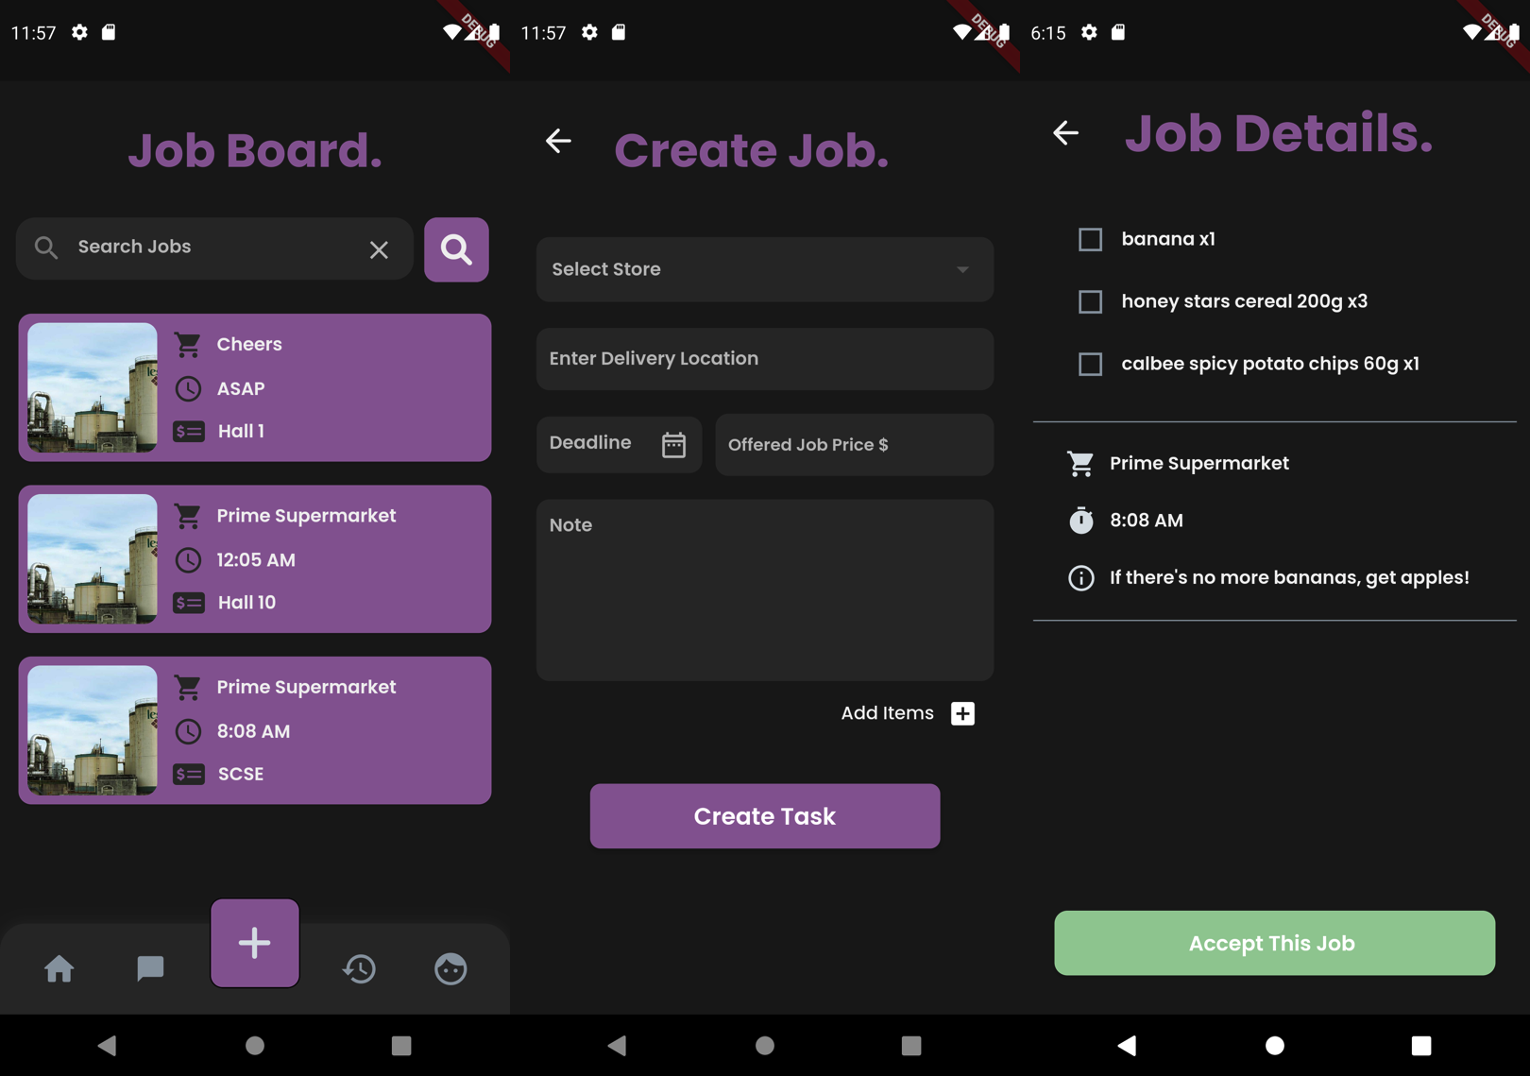 11:57
DEBUG
Job Board.
Search Jobs
Cheers
ASAP
Hall 1
Prime Supermarket
12:05 AM
Hall 10
Prime Supermarket
8:08 AM
SCSE
11:57
DEBUG
Create Job.
Select Store
Enter Delivery Location
Deadline
Offered Job Price $
Note
Add Items
Create Task
6:15
DEBUG
Job Details.
banana x1
honey stars cereal 200g x3
calbee spicy potato chips 60g x1
Prime Supermarket
8:08 AM
If there's no more bananas, get apples!
Accept This Job